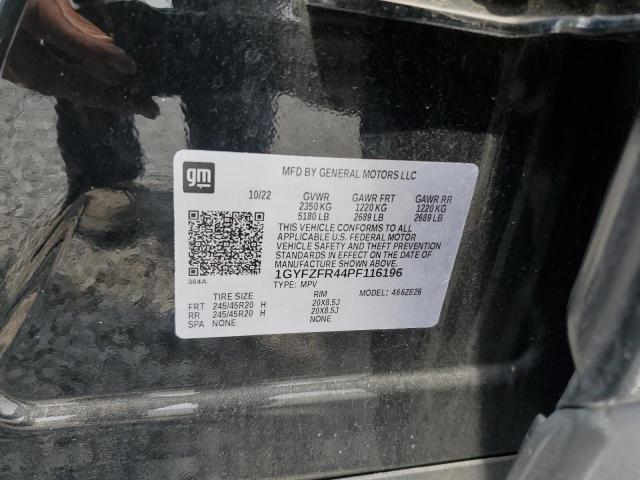 gm
MFD BY GENERAL MOTORS LLC
10/22 GVWR GAWR FRT GAWR RR
2350 KG 1220 KG 1220 KG
5180 LB 2689 LB 2689 LB
THIS VEHICLE CONFORMS TO ALL
APPLICABLE U.S. FEDERAL MOTOR
VEHICLE SAFETY AND THEFT PREVENTION
STANDARDS IN EFFECT ON THE DATE OF
MANUFACTURE SHOWN ABOVE.
384A
1GYFZFR44PF116196
TYPE: MPV MODEL: 466ZE26
TIRE SIZE RIM
FRT 245/45R20 H 20X8.5J
RR 245/45R20 H 20X8.5J
SPA NONE NONE